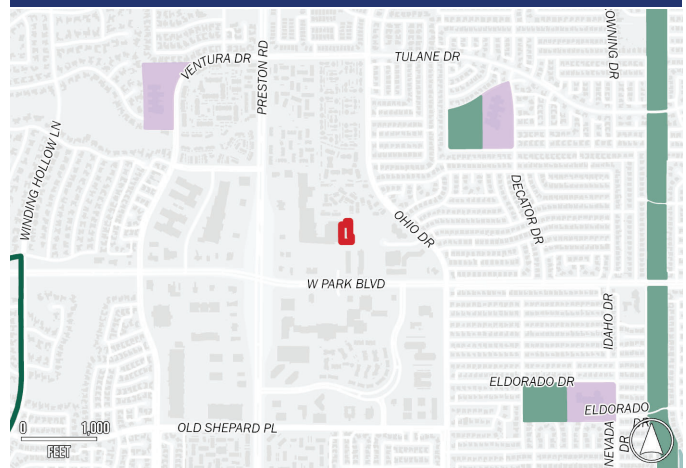 VENTURA DR
PRESTON RD
TULANE DR
OWNING DR
WINDING HOLLOW LN
DECATOR DR
OHIO DR
W PARK BLVD
IDAHO DR
ELDORADO DR
ELDORADO
DR
OLD SHEPARD PL
NEVADA
DR
0 1,000
FEET